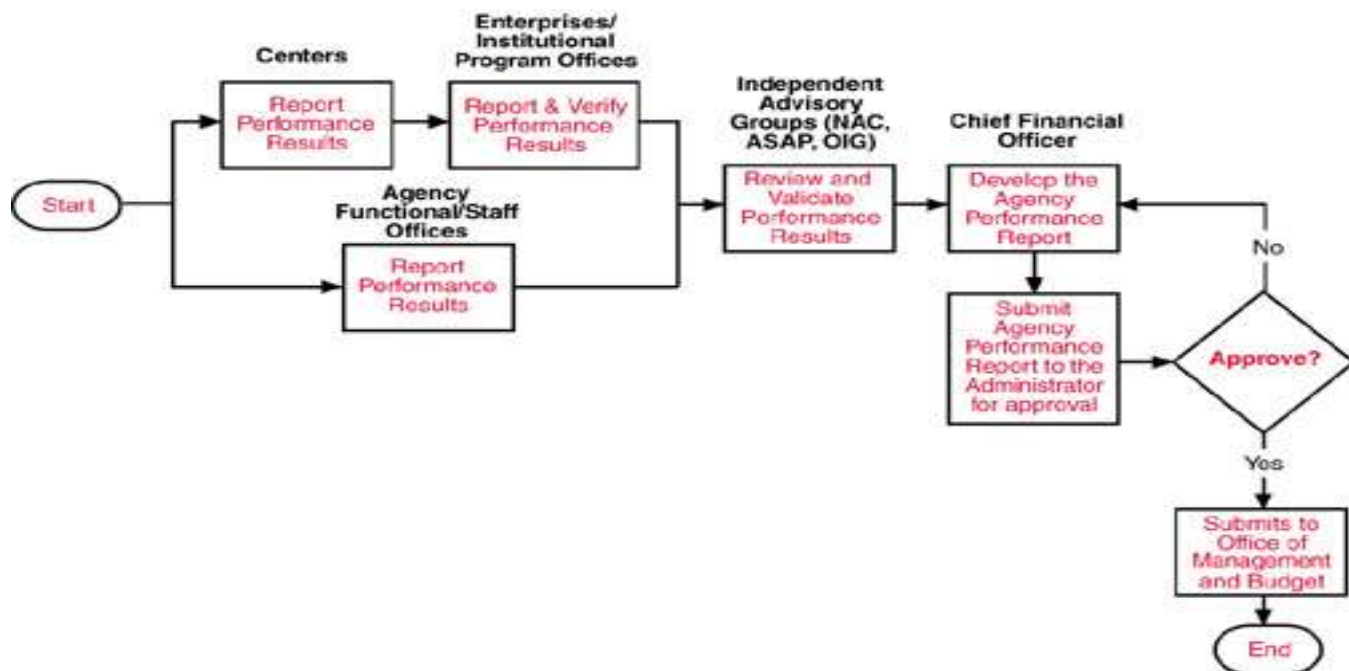 Centers
Report
Performance
Results
Enterprises/
Institutional
Program Offices
Report & Verify
Performance
Results
Start
Agency
Functional/Staff
Offices
Report
Performance
Results
Independent
Advisory
Groups (NAC,
ASAP, OIG)
Review and
Validate
Performance
Results
Chief Financial
Officer
Develop the
Agency
Performance
Report
Submit
Agency
Performance
Report to the
Administrator
for approval
No
Approve?
Yes
Submits to
Office of
Management
and Budget
End